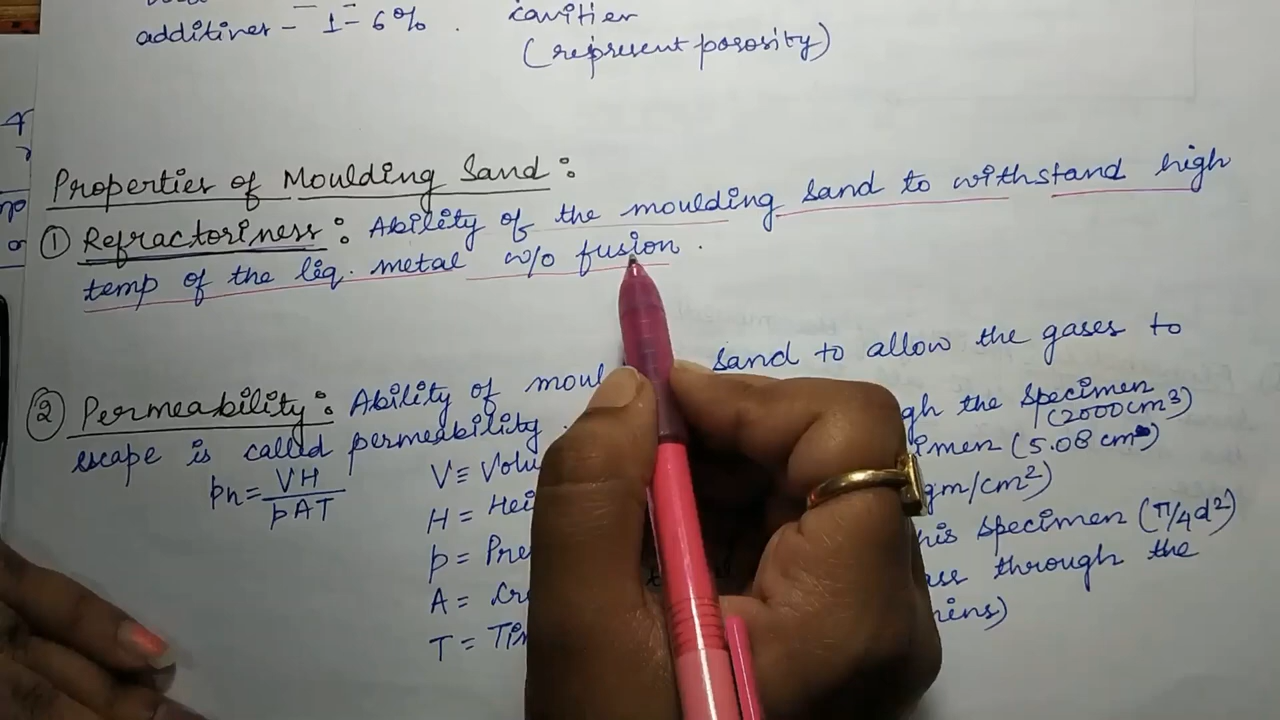 additives - 1-6%.
cavities
(represent porosity)
Properties of Moulding Sand:
① Refractoriness: Ability of the moulding sand to withstand high
temp of the liq. metal w/o fusion.
② Permeability: Ability of moul sand to allow the gases to
escape is called permeability.
gh the specimen
(2000cm³)
pn = VH / pAT
V ≡ Volu
imen (5.08 cm)
H = Hei
gm/cm²)
p = Pre
his specimen (π/4d²)
A = Cr
ass through the
T = Tim
mins)